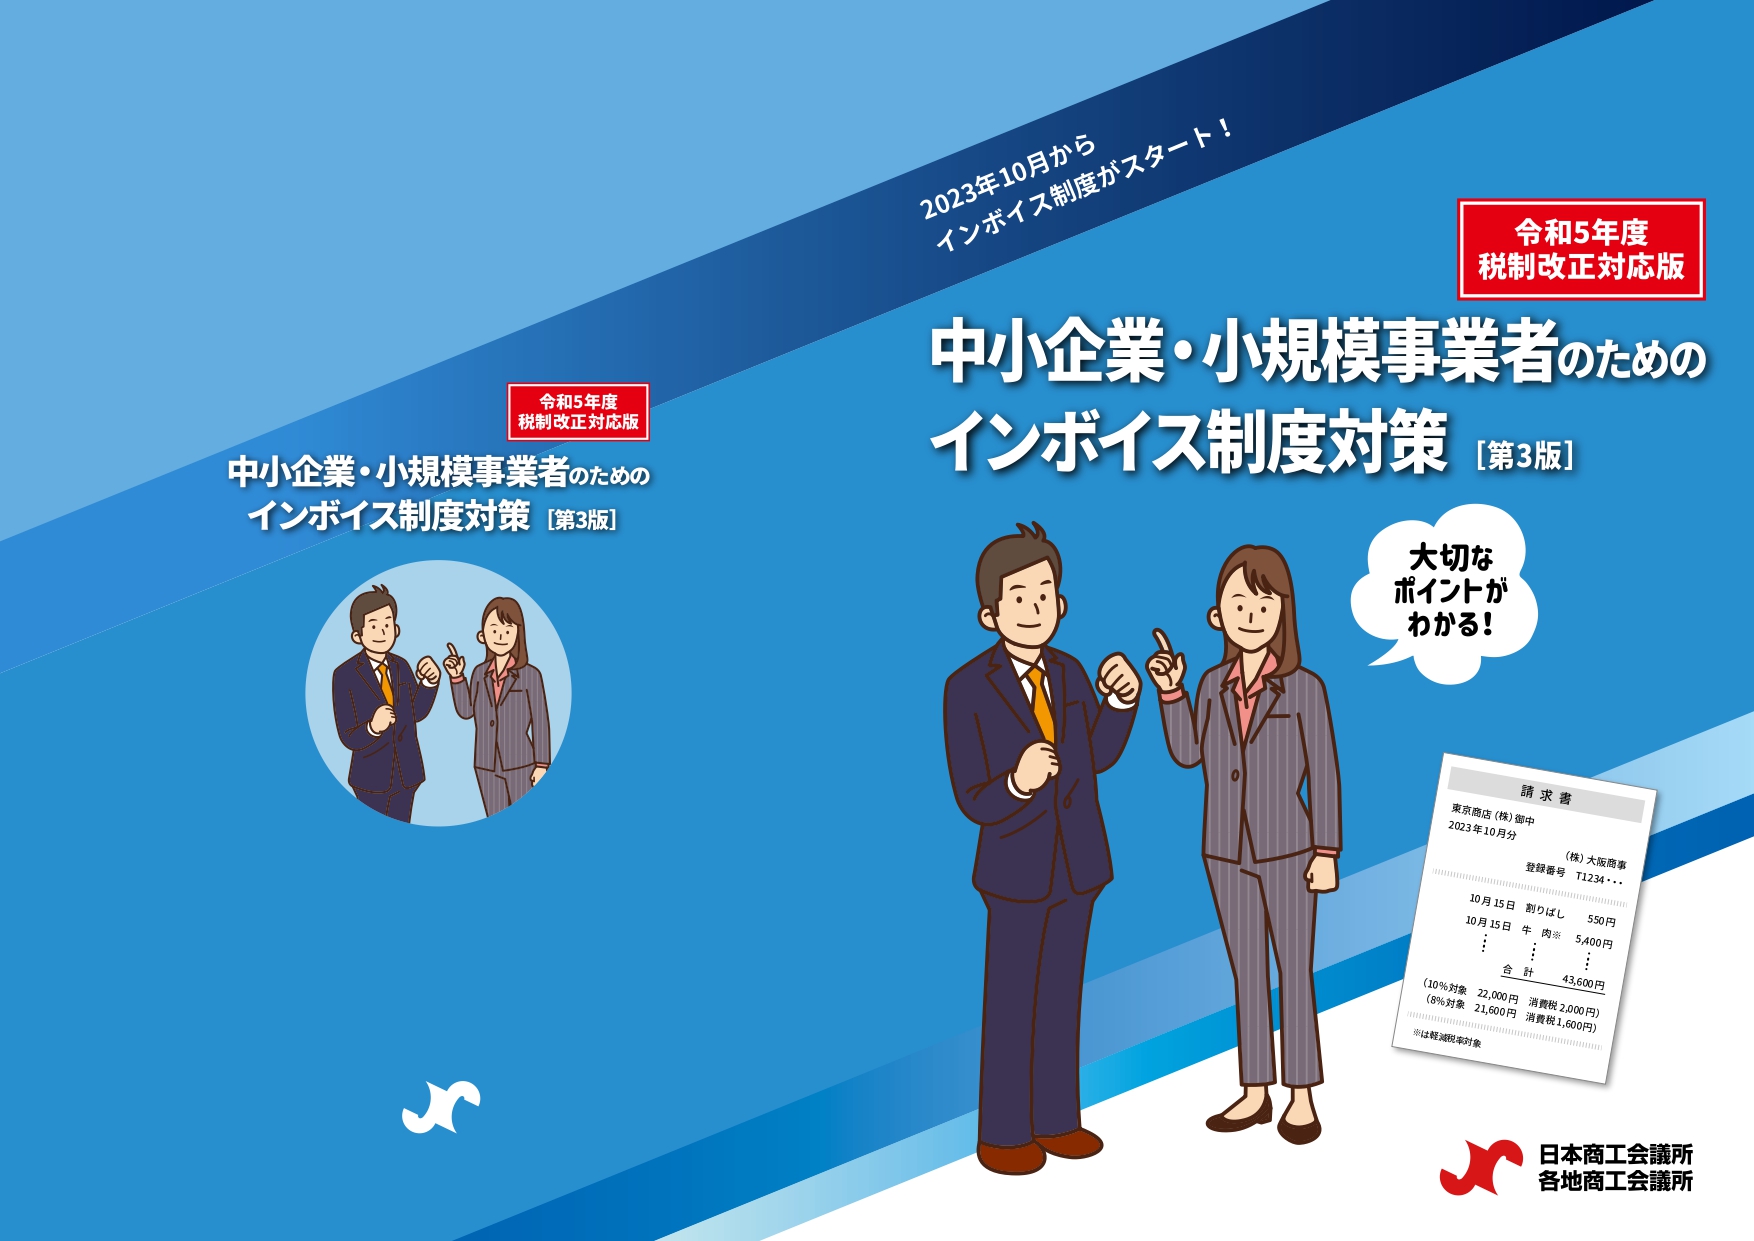 2023年10月から
インボイス制度がスタート！
令和5年度
税制改正対応版
中小企業・小規模事業者のための
インボイス制度対策 ［第3版］
大切な
ポイントが
わかる！
請求書
東京商店（株）御中
2023年10月分
（株）大阪商事
登録番号 T1234・・・
10月15日 割りばし 550円
10月15日 牛 肉※ 5,400円
⋮ ⋮ ⋮
合 計 43,600円
（10%対象 22,000円 消費税 2,000円）
（8%対象 21,600円 消費税 1,600円）
※は軽減税率対象
日本商工会議所
各地商工会議所
令和5年度
税制改正対応版
中小企業・小規模事業者のための
インボイス制度対策 ［第3版］